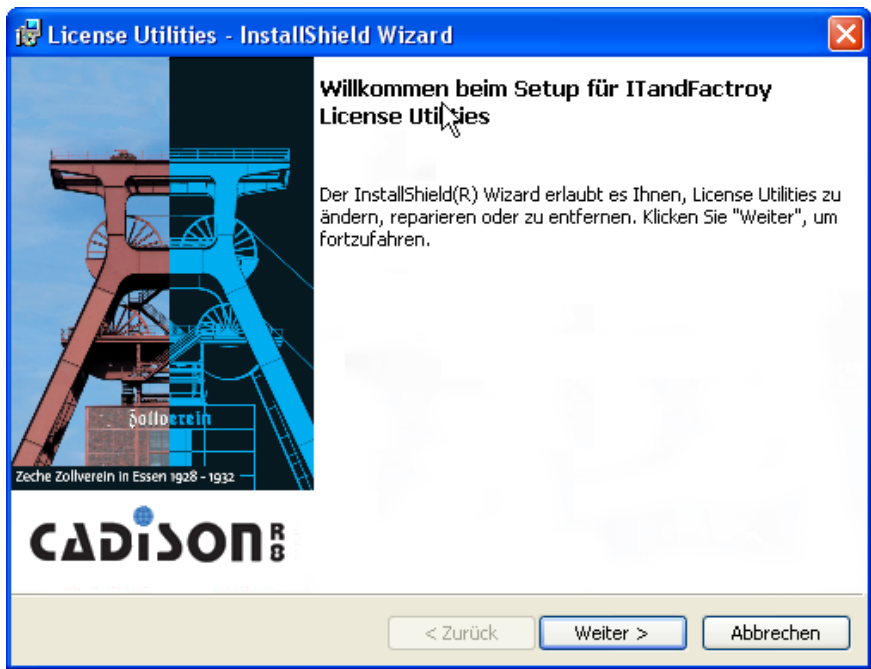 License Utilities - InstallShield Wizard
Willkommen beim Setup für ITandFactroy
License Utilities
Der InstallShield(R) Wizard erlaubt es Ihnen, License Utilities zu
ändern, reparieren oder zu entfernen. Klicken Sie "Weiter", um
fortzufahren.
Zollverein
Zeche Zollverein in Essen 1928 - 1932
CADISON R8
< Zurück
Weiter >
Abbrechen